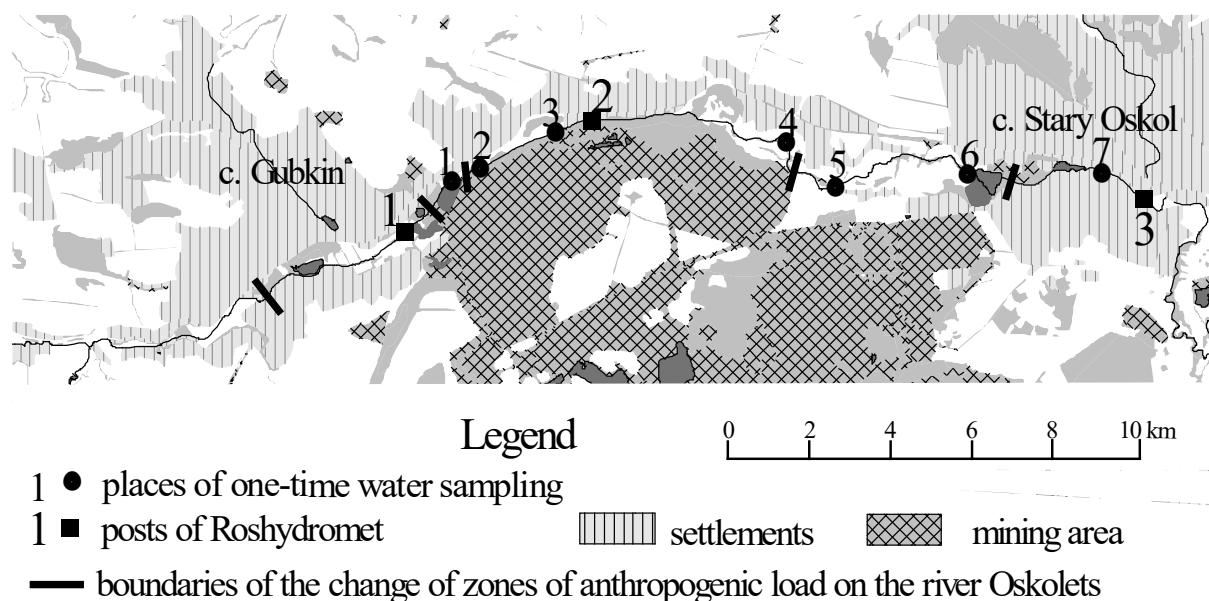 2
3
4
c. Stary Oskol
1
2
5
6
7
c. Gubkin
1
3
Legend
0 2 4 6 8 10 km
1 places of one-time water sampling
1 posts of Roshydromet
settlements
mining area
boundaries of the change of zones of anthropogenic load on the river Oskolets